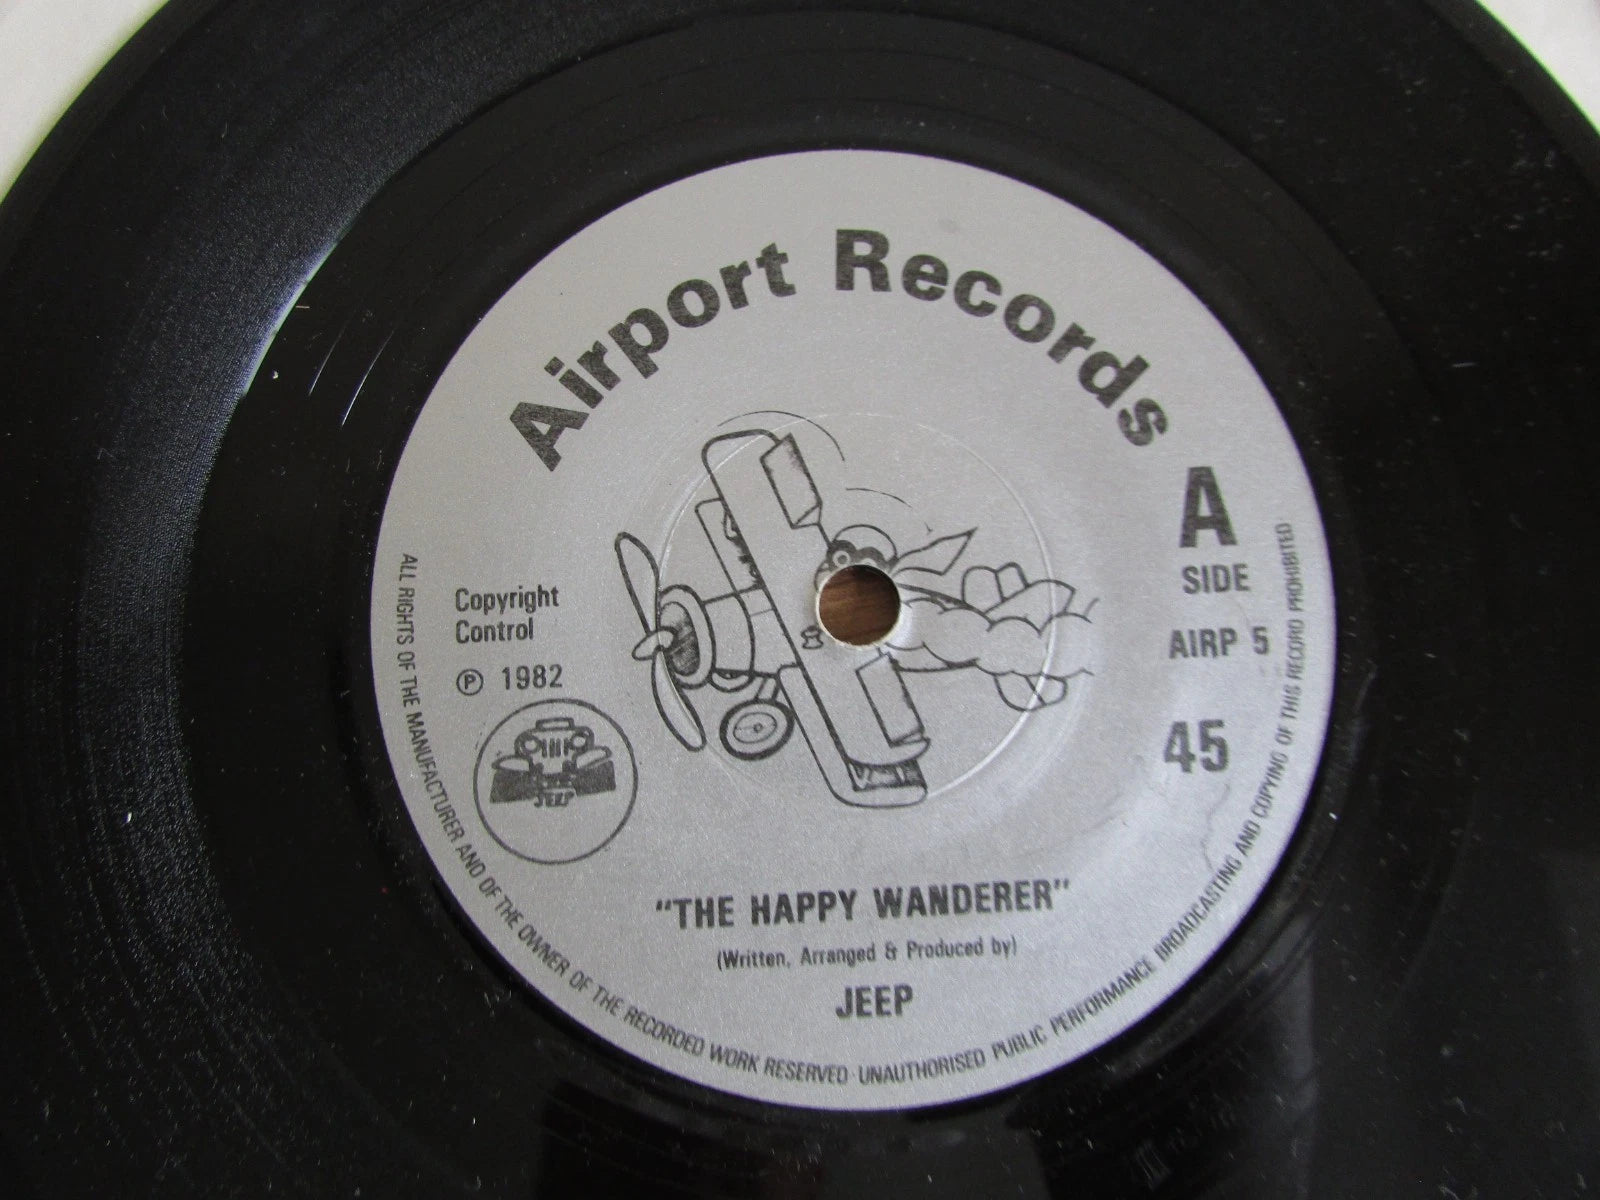 Airport Records
A
SIDE
AIRP 5
45
Copyright
Control
℗ 1982
JEEP
"THE HAPPY WANDERER"
(Written, Arranged & Produced by)
JEEP
ALL RIGHTS OF THE MANUFACTURER AND OF THE OWNER OF THE RECORDED WORK RESERVED · UNAUTHORISED PUBLIC PERFORMANCE BROADCASTING AND COPYING OF THIS RECORD PROHIBITED